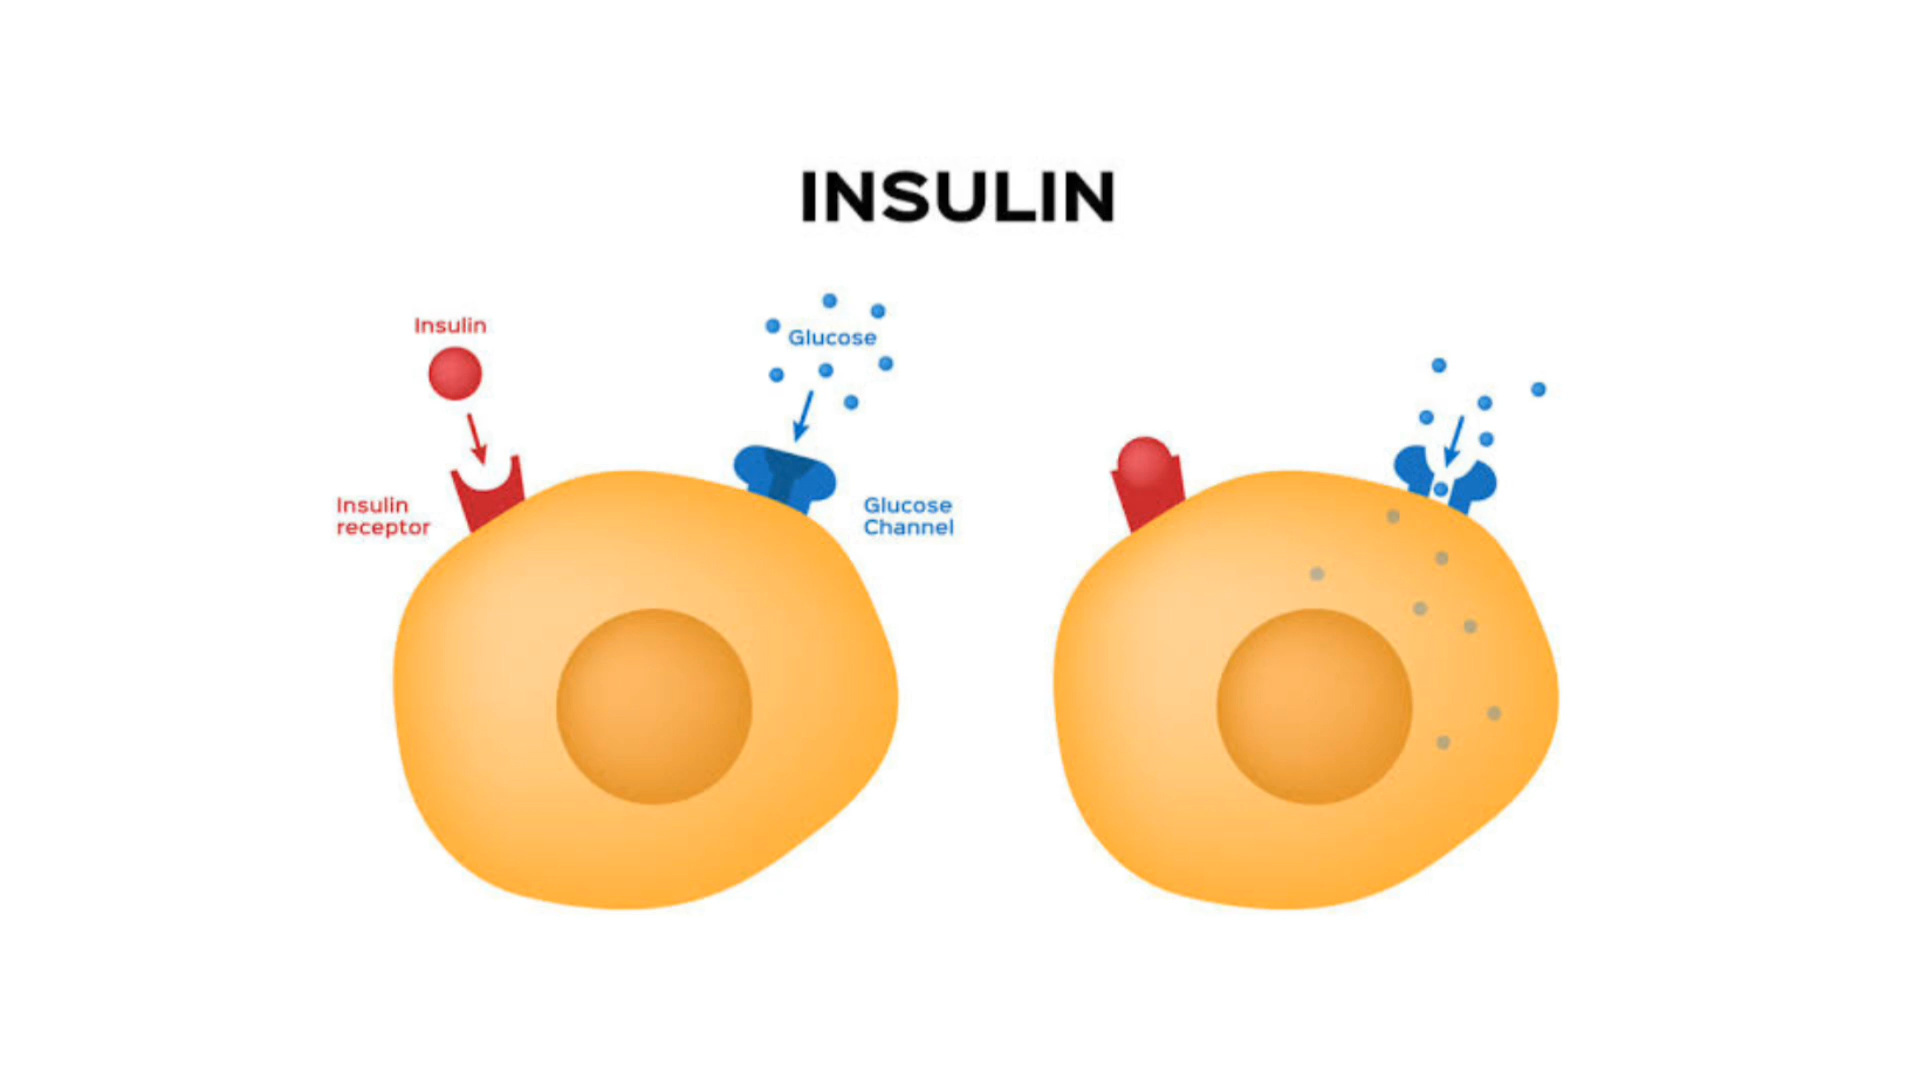 INSULIN
Insulin
Glucose
Insulin
receptor
Glucose
Channel